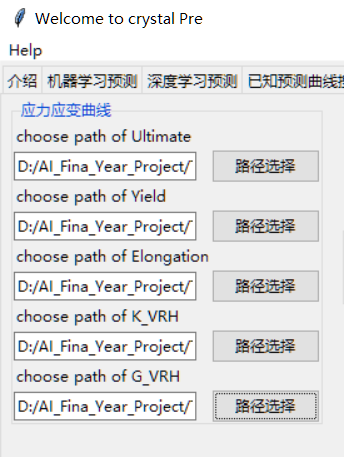 Welcome to crystal Pre
Help
介绍 机器学习预测 深度学习预测 已知预测曲线
应力应变曲线
choose path of Ultimate
D:/AI_Fina_Year_Project/ 路径选择
choose path of Yield
D:/AI_Fina_Year_Project/ 路径选择
choose path of Elongation
D:/AI_Fina_Year_Project/ 路径选择
choose path of K_VRH
D:/AI_Fina_Year_Project/ 路径选择
choose path of G_VRH
D:/AI_Fina_Year_Project/ 路径选择